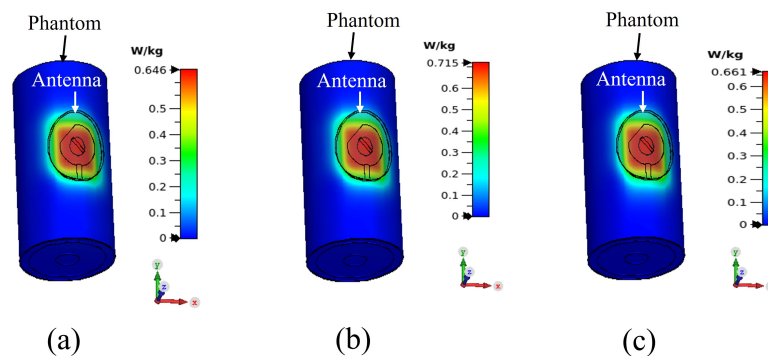 Phantom
W/kg
0.646
Antenna
0.5
0.4
0.3
0.2
0.1
0
y
z
x
(a)
Phantom
W/kg
0.715
Antenna
0.6
0.5
0.4
0.3
0.2
0.1
0
y
z
x
(b)
Phantom
W/kg
0.661
Antenna
0.6
0.5
0.4
0.3
0.2
0.1
0
y
z
x
(c)